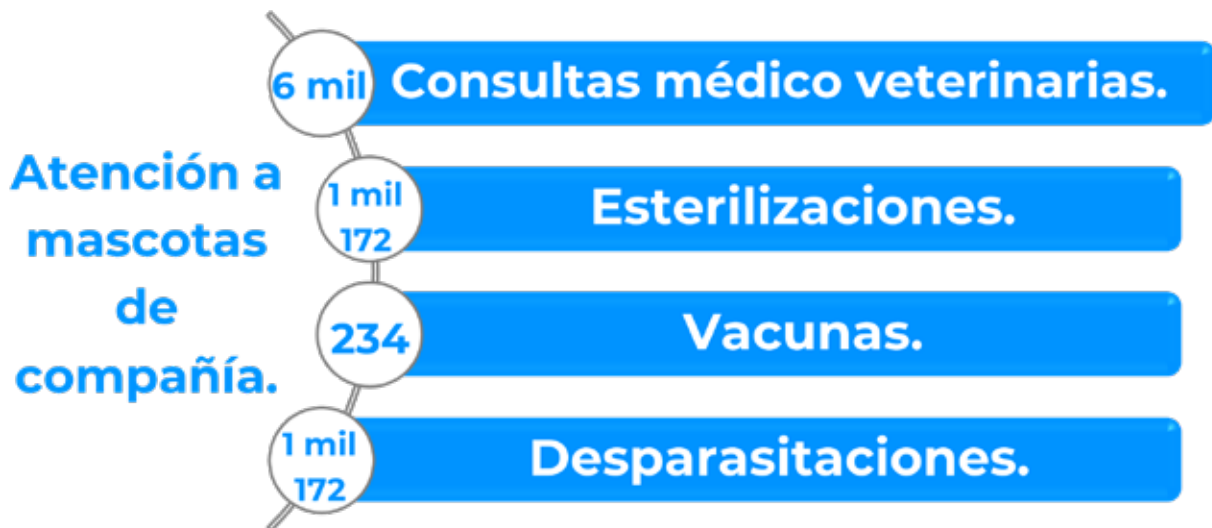 Atención a
mascotas
de
compañía.
6 mil
Consultas médico veterinarias.
1 mil
172
Esterilizaciones.
234
Vacunas.
1 mil
172
Desparasitaciones.